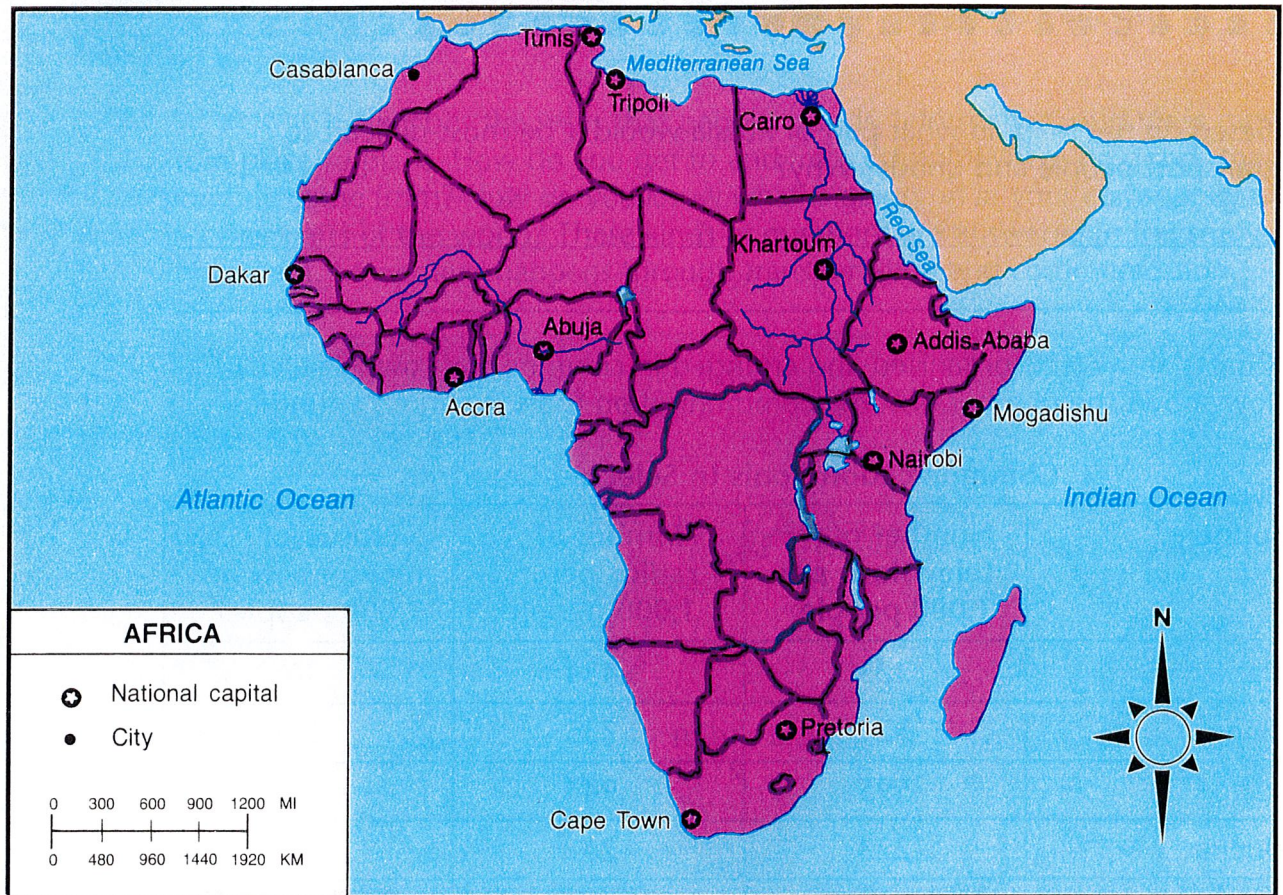 Tunis
Mediterranean Sea
Casablanca
Tripoli
Cairo
Red Sea
Khartoum
Dakar
Abuja
Addis Ababa
Accra
Mogadishu
Nairobi
Atlantic Ocean
Indian Ocean
AFRICA
National capital
City
0 300 600 900 1200 MI
0 480 960 1440 1920 KM
N
Pretoria
Cape Town